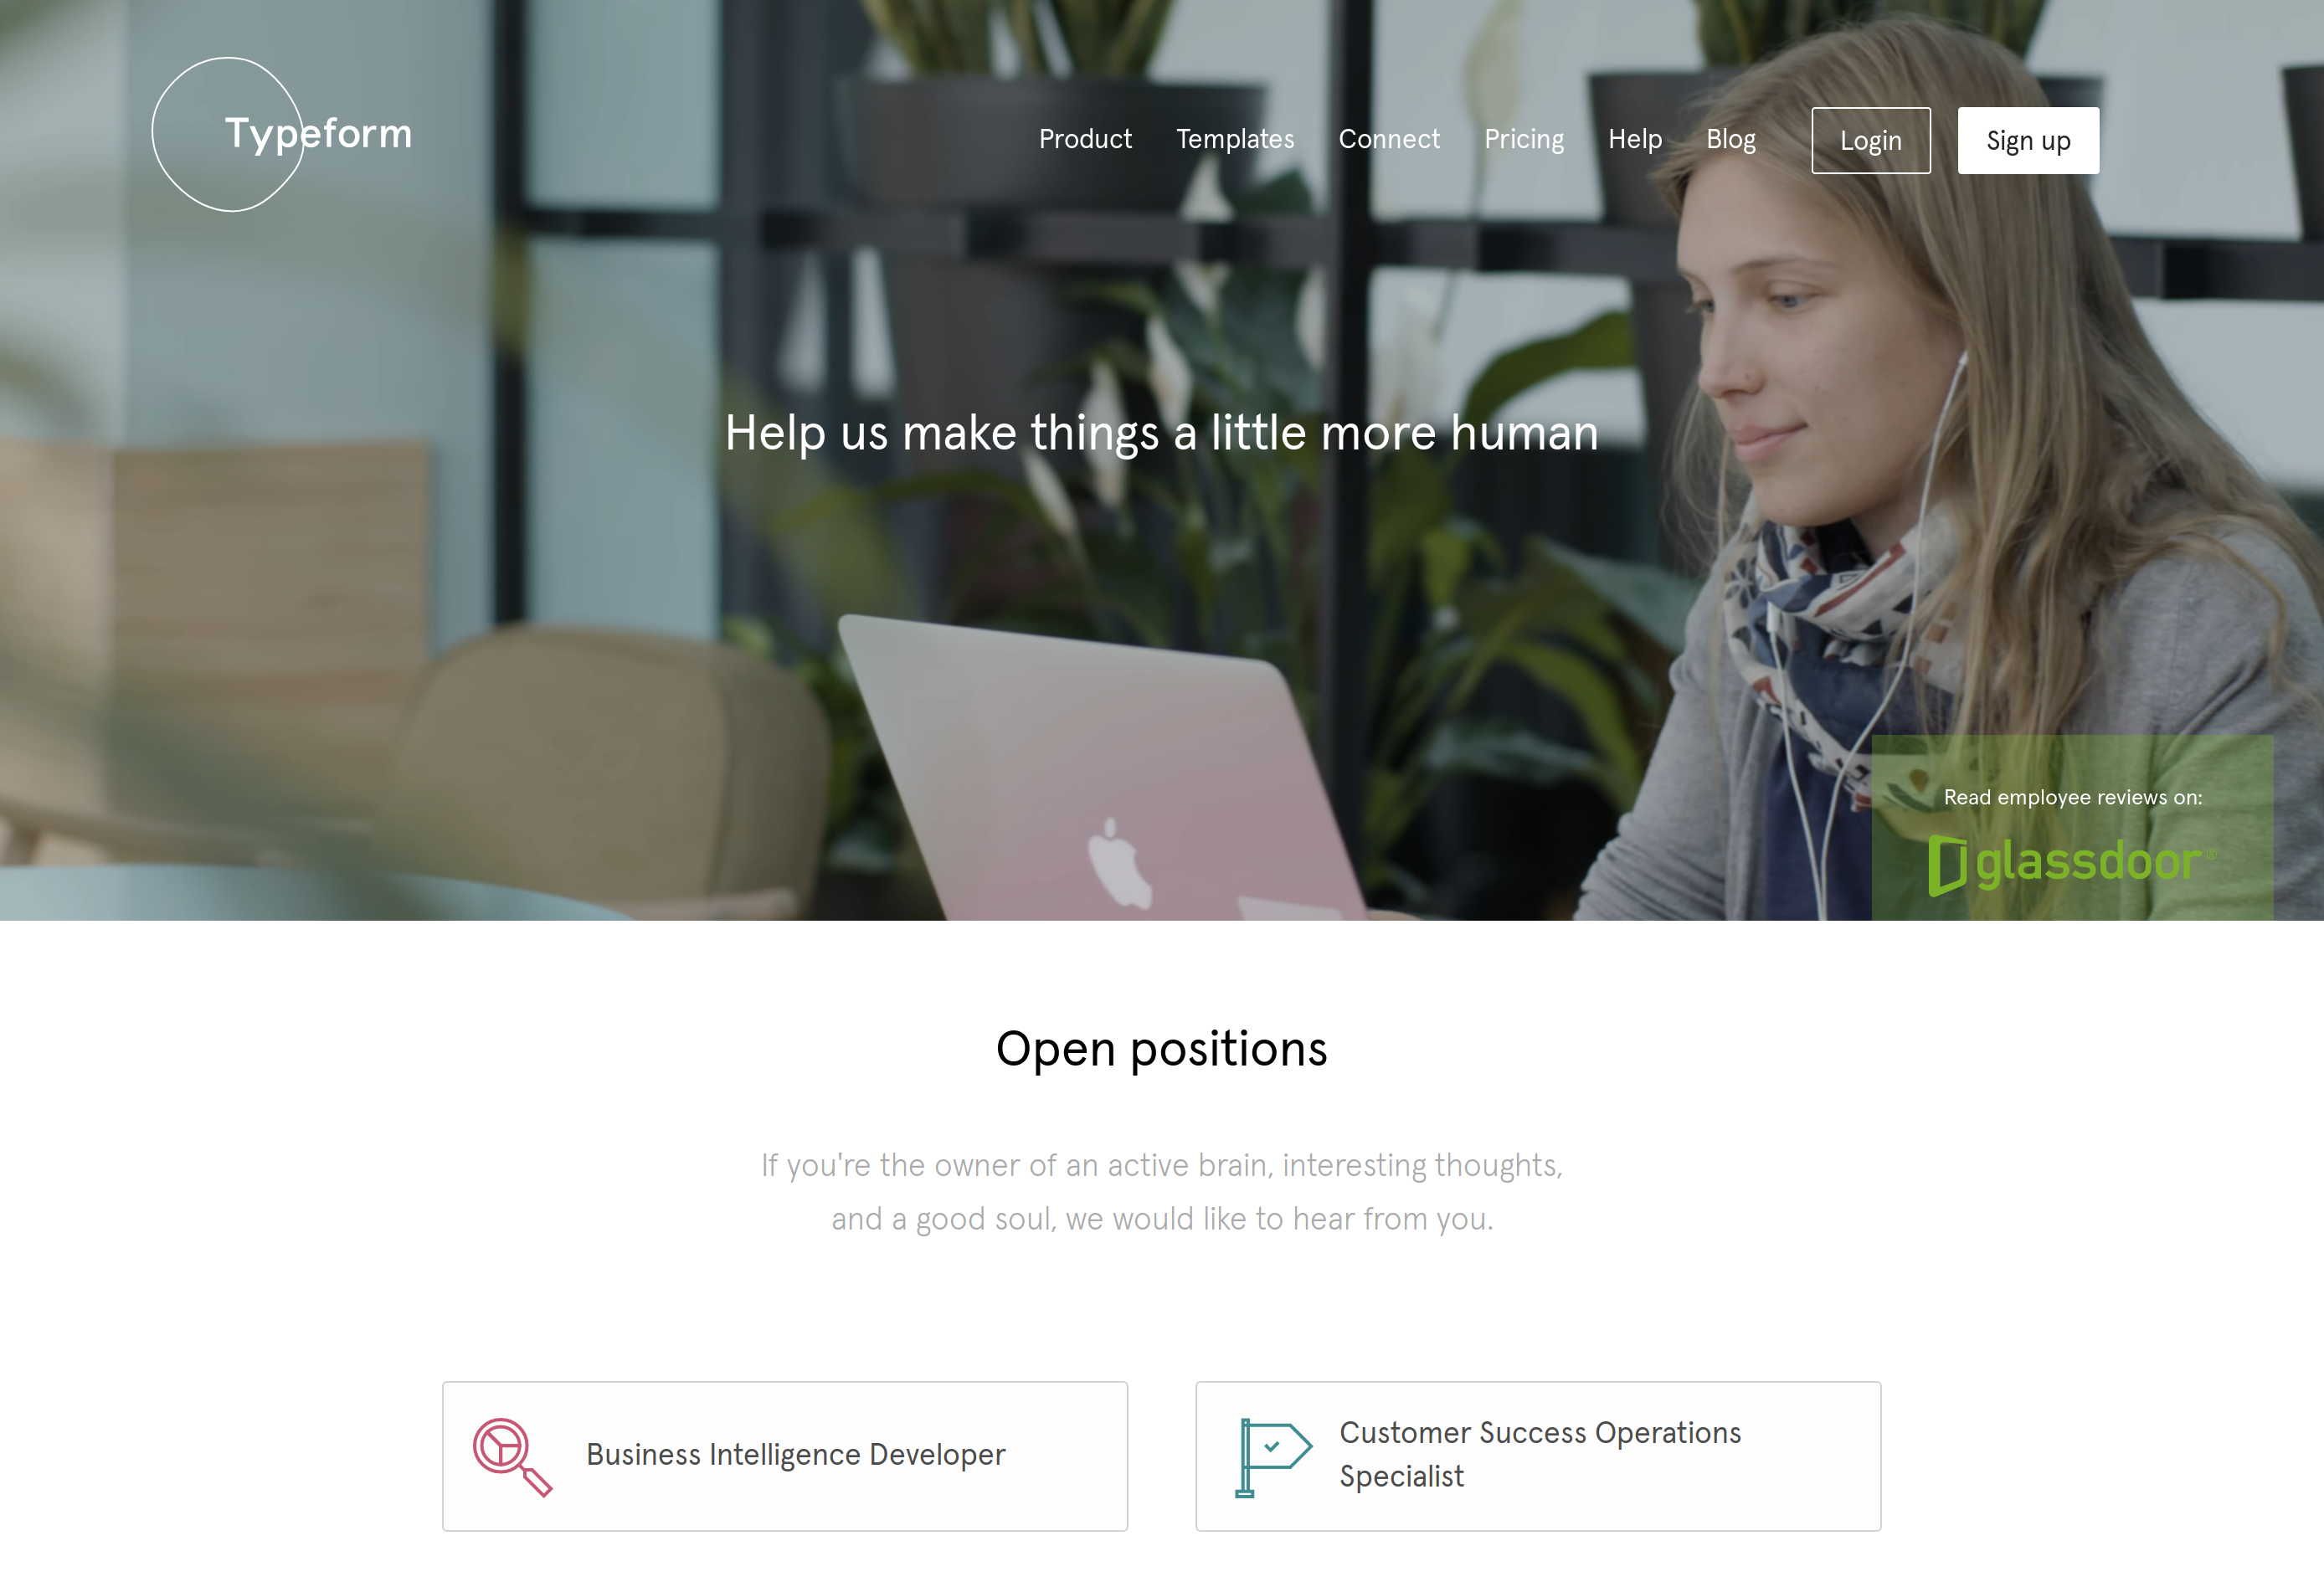 Typeform
Product Templates Connect Pricing Help Blog Login Sign up
Help us make things a little more human
Read employee reviews on:
glassdoor®
Open positions
If you're the owner of an active brain, interesting thoughts,
and a good soul, we would like to hear from you.
Business Intelligence Developer
Customer Success Operations
Specialist